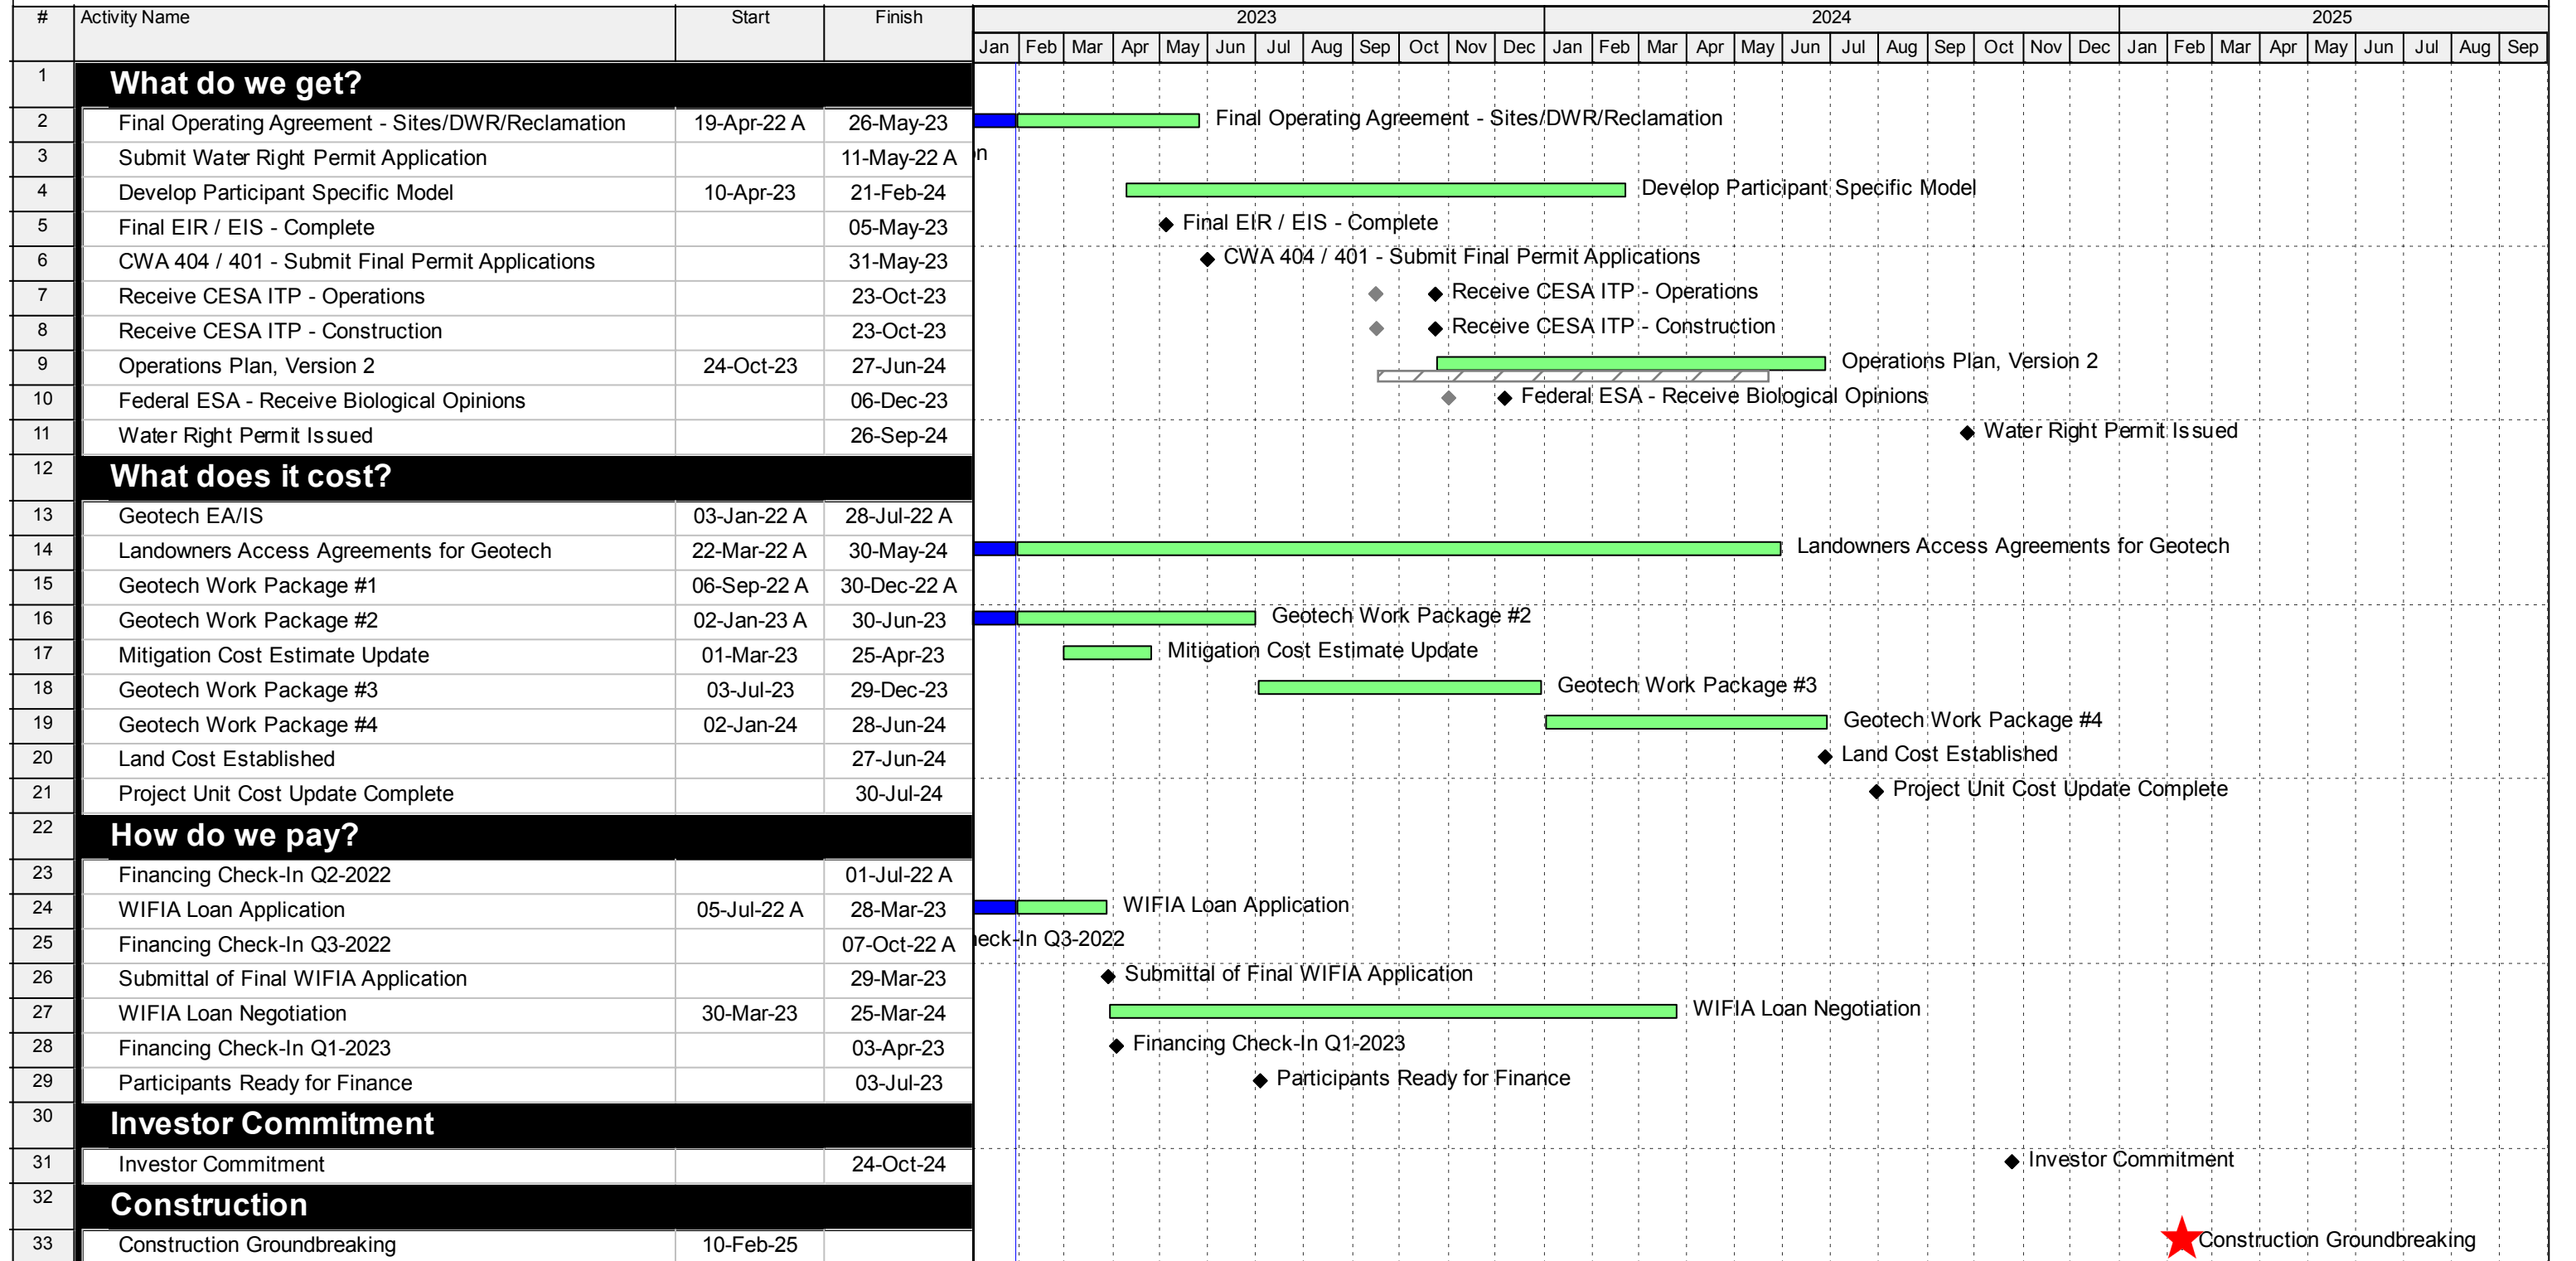 # Activity Name Start Finish 2023 2024 2025
Jan Feb Mar Apr May Jun Jul Aug Sep Oct Nov Dec Jan Feb Mar Apr May Jun Jul Aug Sep Oct Nov Dec Jan Feb Mar Apr May Jun Jul Aug Sep
1 What do we get?
2 Final Operating Agreement - Sites/DWR/Reclamation 19-Apr-22 A 26-May-23 Final Operating Agreement - Sites/DWR/Reclamation
3 Submit Water Right Permit Application 11-May-22 A n
4 Develop Participant Specific Model 10-Apr-23 21-Feb-24 Develop Participant Specific Model
5 Final EIR / EIS - Complete 05-May-23 Final EIR / EIS - Complete
6 CWA 404 / 401 - Submit Final Permit Applications 31-May-23 CWA 404 / 401 - Submit Final Permit Applications
7 Receive CESA ITP - Operations 23-Oct-23 Receive CESA ITP - Operations
8 Receive CESA ITP - Construction 23-Oct-23 Receive CESA ITP - Construction
9 Operations Plan, Version 2 24-Oct-23 27-Jun-24 Operations Plan, Version 2
10 Federal ESA - Receive Biological Opinions 06-Dec-23 Federal ESA - Receive Biological Opinions
11 Water Right Permit Issued 26-Sep-24 Water Right Permit Issued
12 What does it cost?
13 Geotech EA/IS 03-Jan-22 A 28-Jul-22 A
14 Landowners Access Agreements for Geotech 22-Mar-22 A 30-May-24 Landowners Access Agreements for Geotech
15 Geotech Work Package #1 06-Sep-22 A 30-Dec-22 A
16 Geotech Work Package #2 02-Jan-23 A 30-Jun-23 Geotech Work Package #2
17 Mitigation Cost Estimate Update 01-Mar-23 25-Apr-23 Mitigation Cost Estimate Update
18 Geotech Work Package #3 03-Jul-23 29-Dec-23 Geotech Work Package #3
19 Geotech Work Package #4 02-Jan-24 28-Jun-24 Geotech Work Package #4
20 Land Cost Established 27-Jun-24 Land Cost Established
21 Project Unit Cost Update Complete 30-Jul-24 Project Unit Cost Update Complete
22 How do we pay?
23 Financing Check-In Q2-2022 01-Jul-22 A
24 WIFIA Loan Application 05-Jul-22 A 28-Mar-23 WIFIA Loan Application
25 Financing Check-In Q3-2022 07-Oct-22 A eck-In Q3-2022
26 Submittal of Final WIFIA Application 29-Mar-23 Submittal of Final WIFIA Application
27 WIFIA Loan Negotiation 30-Mar-23 25-Mar-24 WIFIA Loan Negotiation
28 Financing Check-In Q1-2023 03-Apr-23 Financing Check-In Q1-2023
29 Participants Ready for Finance 03-Jul-23 Participants Ready for Finance
30 Investor Commitment
31 Investor Commitment 24-Oct-24 Investor Commitment
32 Construction
33 Construction Groundbreaking 10-Feb-25 Construction Groundbreaking